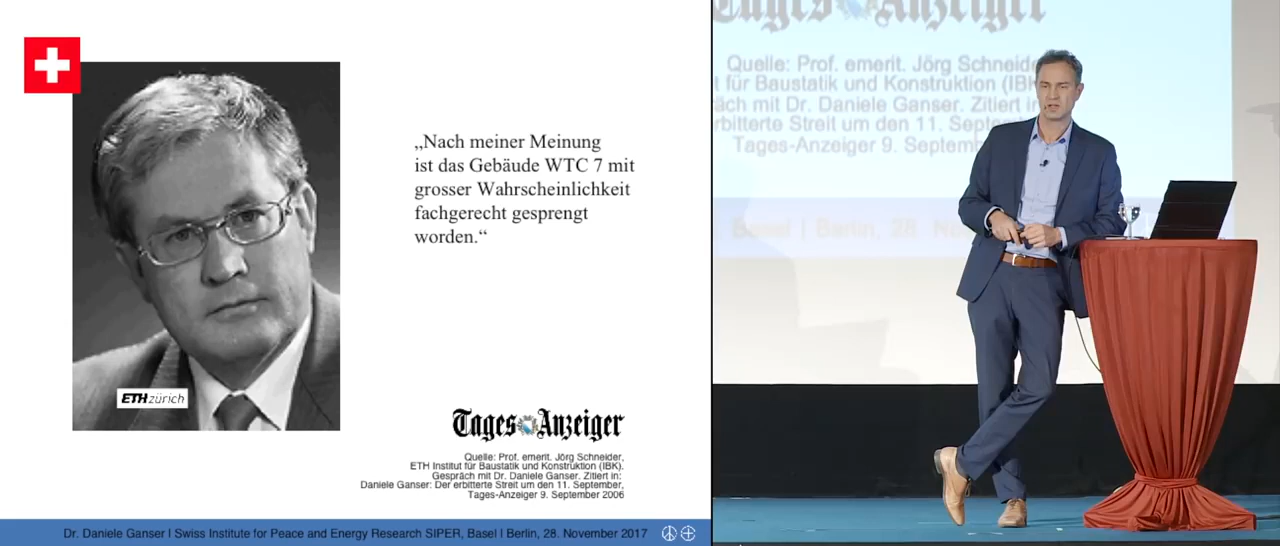 „Nach meiner Meinung
ist das Gebäude WTC 7 mit
grosser Wahrscheinlichkeit
fachgerecht gesprengt
worden.“
ETH zürich
Tages Anzeiger
Quelle: Prof. emerit. Jörg Schneider,
ETH Institut für Baustatik und Konstruktion (IBK).
Gespräch mit Dr. Daniele Ganser. Zitiert in:
Daniele Ganser: Der erbitterte Streit um den 11. September,
Tages-Anzeiger 9. September 2006
Dr. Daniele Ganser | Swiss Institute for Peace and Energy Research SIPER, Basel | Berlin, 28. November 2017
Tages Anzeiger
Quelle: Prof. emerit. Jörg Schneide
t für Baustatik und Konstruktion (IB
räch mit Dr. Daniele Ganser. Zitiert in
rbitterte Streit um den 11. Septem
Tages-Anzeiger 9. Septemb
Basel | Berlin, 28. No